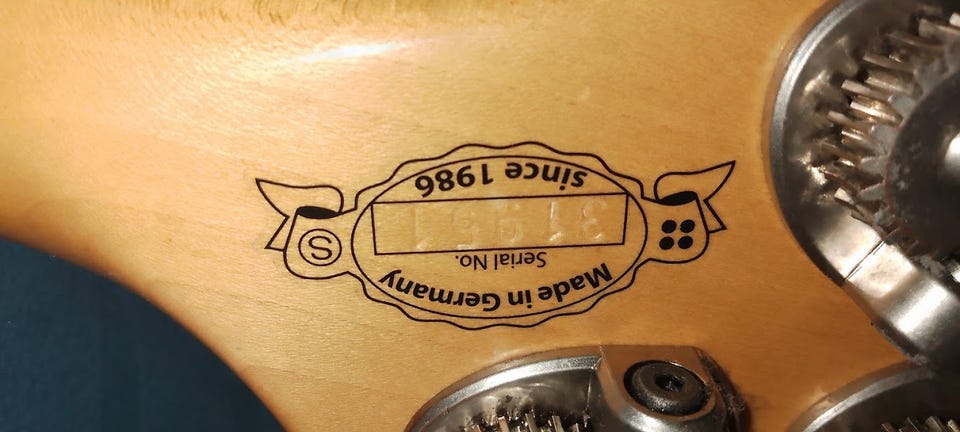 Made in Germany
Serial No.
S
since 1986